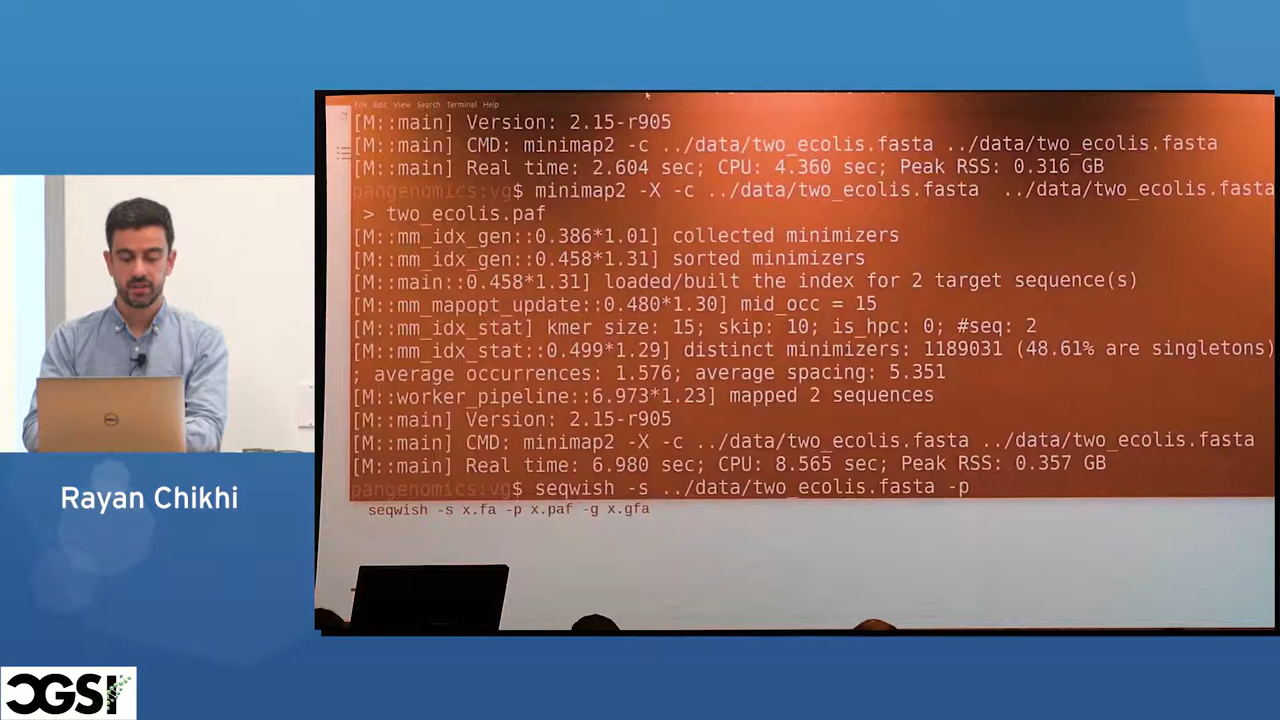 File Edit View Search Terminal Help
[M::main] Version: 2.15-r905
[M::main] CMD: minimap2 -c ../data/two_ecolis.fasta ../data/two_ecolis.fasta
[M::main] Real time: 2.604 sec; CPU: 4.360 sec; Peak RSS: 0.316 GB
pangenomics:vg$ minimap2 -X -c ../data/two_ecolis.fasta  ../data/two_ecolis.fasta
> two_ecolis.paf
[M::mm_idx_gen::0.386*1.01] collected minimizers
[M::mm_idx_gen::0.458*1.31] sorted minimizers
[M::main::0.458*1.31] loaded/built the index for 2 target sequence(s)
[M::mm_mapopt_update::0.480*1.30] mid_occ = 15
[M::mm_idx_stat] kmer size: 15; skip: 10; is_hpc: 0; #seq: 2
[M::mm_idx_stat::0.499*1.29] distinct minimizers: 1189031 (48.61% are singletons)
; average occurrences: 1.576; average spacing: 5.351
[M::worker_pipeline::6.973*1.23] mapped 2 sequences
[M::main] Version: 2.15-r905
[M::main] CMD: minimap2 -X -c ../data/two_ecolis.fasta ../data/two_ecolis.fasta
[M::main] Real time: 6.980 sec; CPU: 8.565 sec; Peak RSS: 0.357 GB
pangenomics:vg$ seqwish -s ../data/two_ecolis.fasta -p
seqwish -s x.fa -p x.paf -g x.gfa
DELL
Rayan Chikhi
CGSI